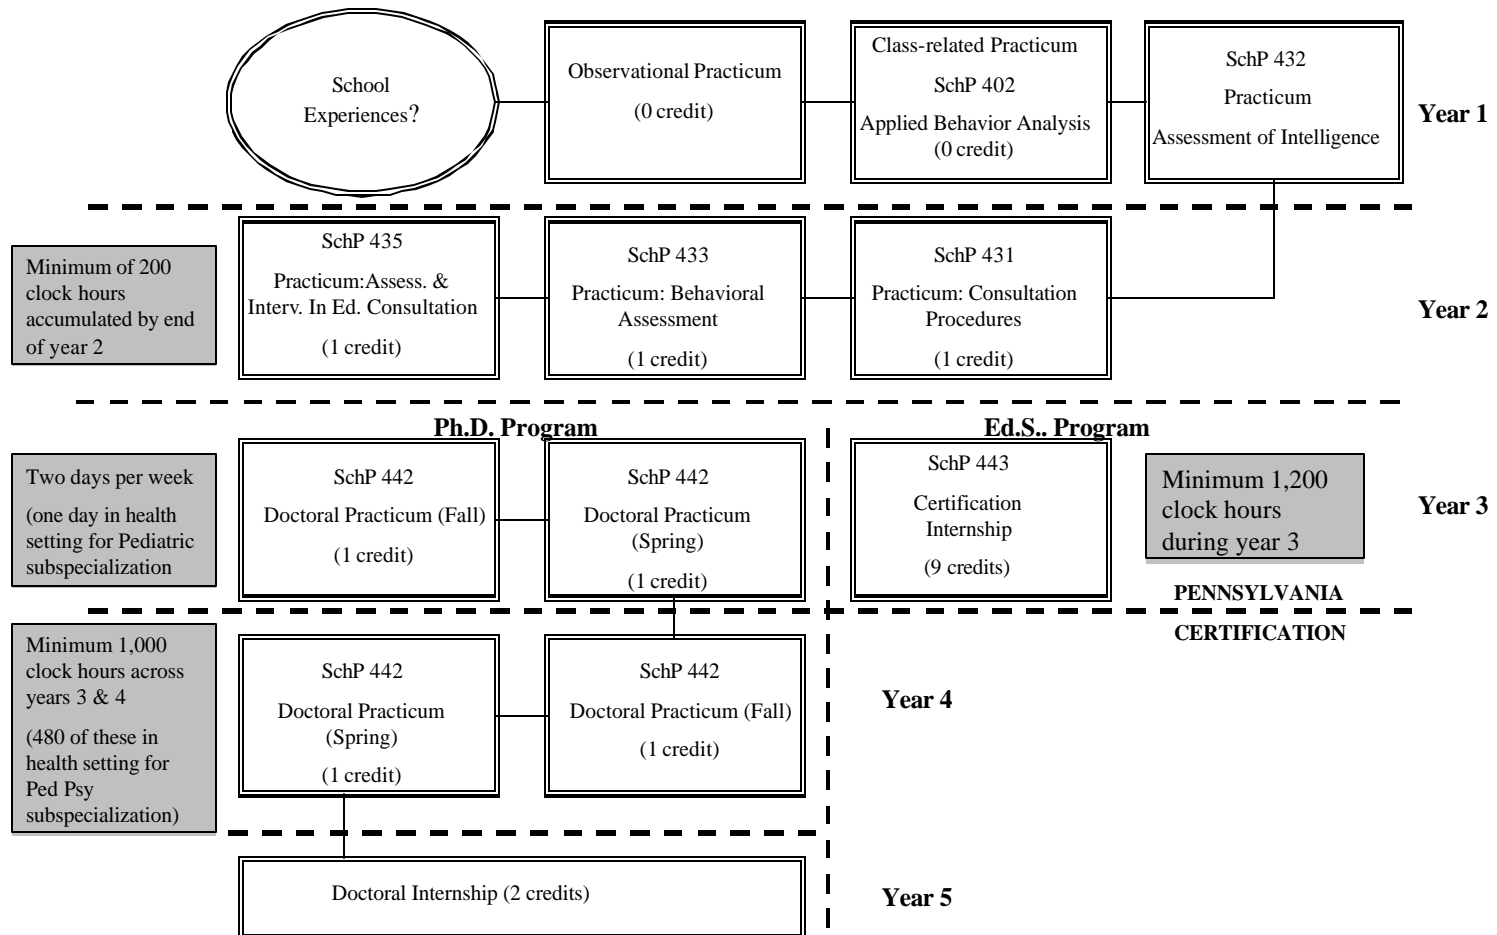 School
Experiences?
Observational Practicum
(0 credit)
Class-related Practicum
SchP 402
Applied Behavior Analysis
(0 credit)
SchP 432
Practicum
Assessment of Intelligence
Year 1
Minimum of 200
clock hours
accumulated by end
of year 2
SchP 435
Practicum:Assess. &
Interv. In Ed. Consultation
(1 credit)
SchP 433
Practicum: Behavioral
Assessment
(1 credit)
SchP 431
Practicum: Consultation
Procedures
(1 credit)
Year 2
Ph.D. Program
Ed.S.. Program
Two days per week
(one day in health
setting for Pediatric
subspecialization
SchP 442
Doctoral Practicum (Fall)
(1 credit)
SchP 442
Doctoral Practicum
(Spring)
(1 credit)
SchP 443
Certification
Internship
(9 credits)
Minimum 1,200
clock hours
during year 3
Year 3
PENNSYLVANIA
CERTIFICATION
Minimum 1,000
clock hours across
years 3 & 4
(480 of these in
health setting for
Ped Psy
subspecialization)
SchP 442
Doctoral Practicum
(Spring)
(1 credit)
SchP 442
Doctoral Practicum (Fall)
(1 credit)
Year 4
Doctoral Internship (2 credits)
Year 5